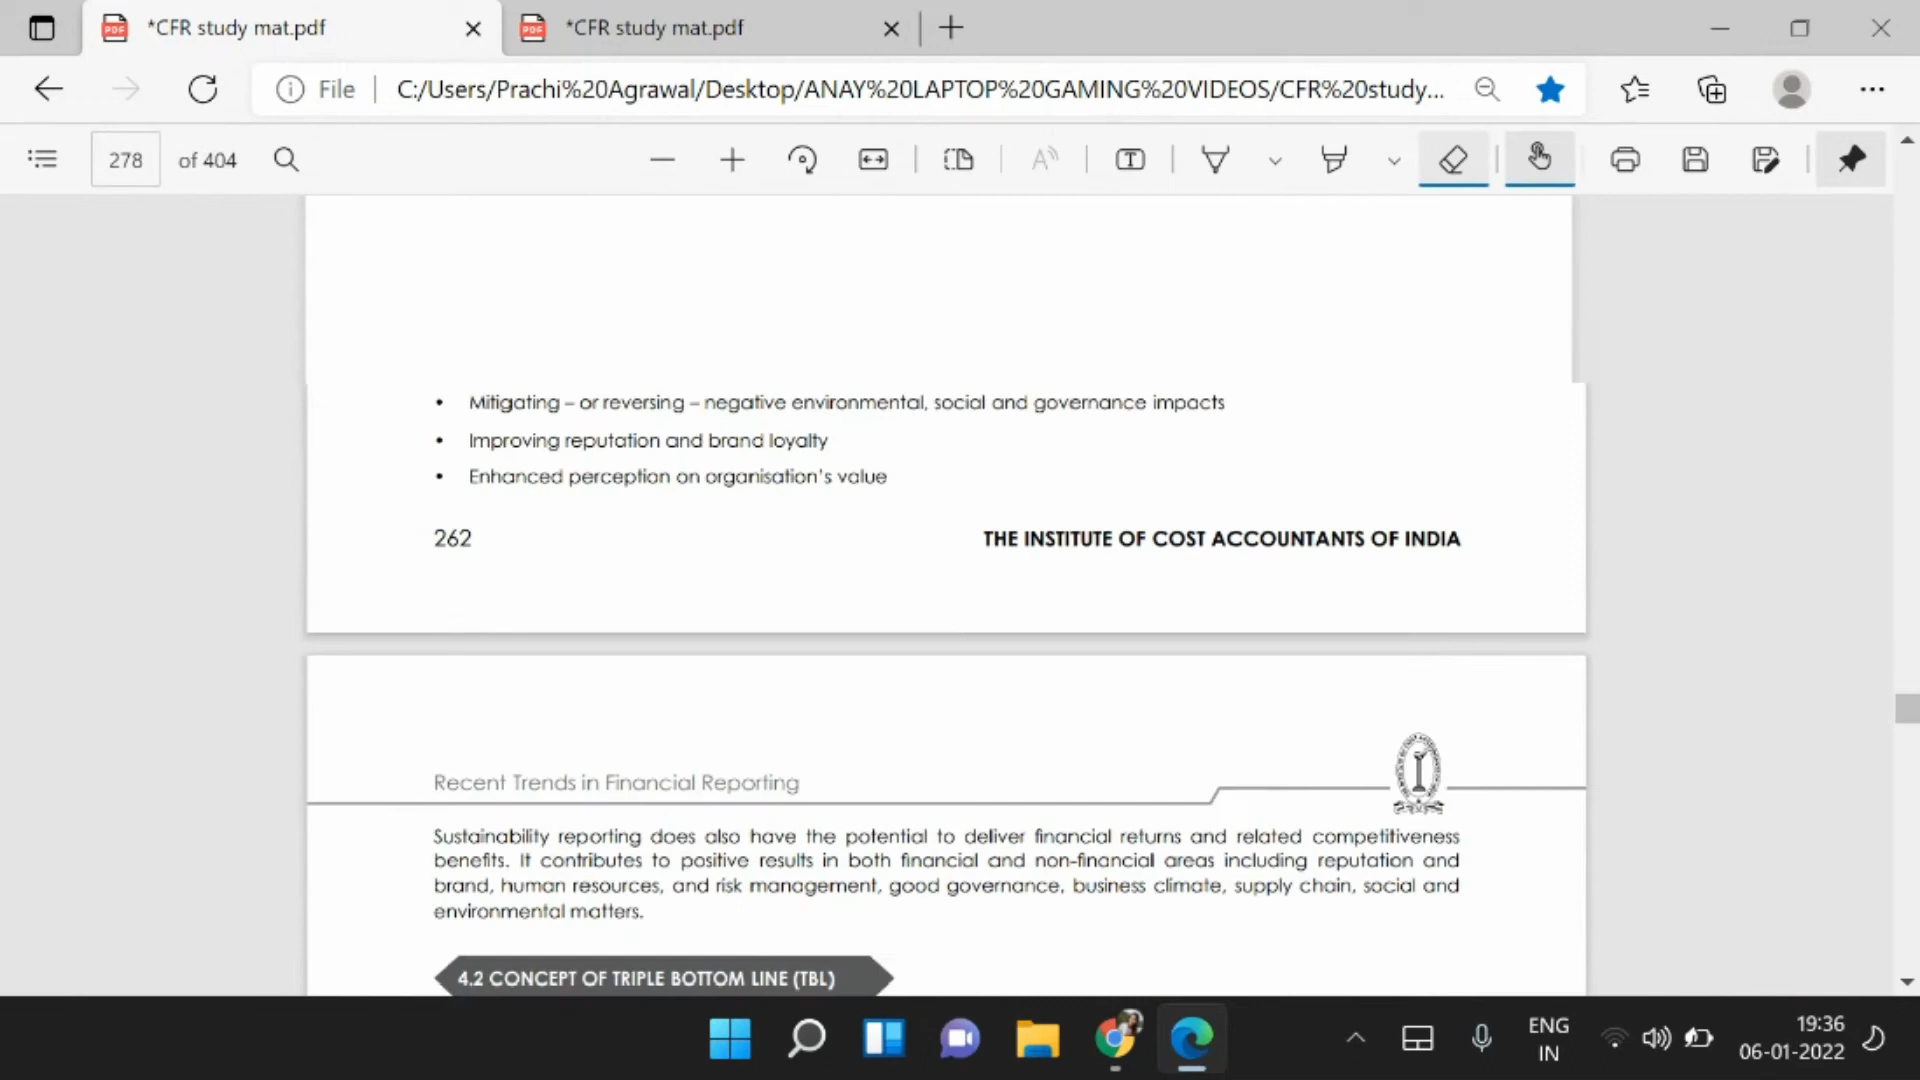 *CFR study mat.pdf
*CFR study mat.pdf
File
C:/Users/Prachi%20Agrawal/Desktop/ANAY%20LAPTOP%20GAMING%20VIDEOS/CFR%20study...
278 of 404
• Mitigating – or reversing – negative environmental, social and governance impacts
• Improving reputation and brand loyalty
• Enhanced perception on organisation's value
262 THE INSTITUTE OF COST ACCOUNTANTS OF INDIA
Recent Trends in Financial Reporting
Sustainability reporting does also have the potential to deliver financial returns and related competitiveness
benefits. It contributes to positive results in both financial and non-financial areas including reputation and
brand, human resources, and risk management, good governance, business climate, supply chain, social and
environmental matters.
4.2 CONCEPT OF TRIPLE BOTTOM LINE (TBL)
ENG
IN
19:36
06-01-2022